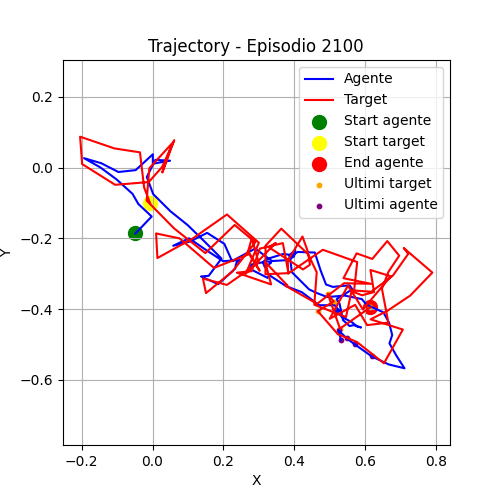 Trajectory - Episodio 2100
Agente
Target
Start agente
Start target
End agente
Ultimi target
Ultimi agente
0.2
0.0
−0.2
−0.4
−0.6
Y
−0.2
0.0
0.2
0.4
0.6
0.8
X